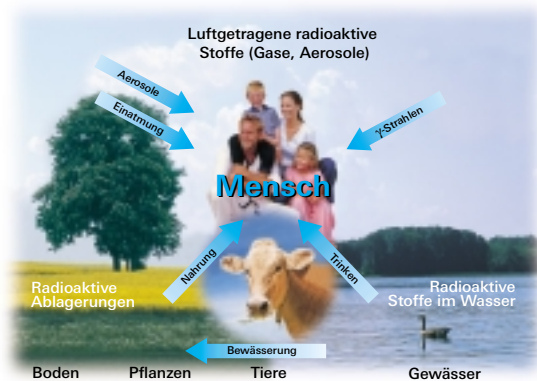 Luftgetragene radioaktive
Stoffe (Gase, Aerosole)
Aerosole
Einatmung
γ-Strahlen
Mensch
Nahrung
Trinken
Radioaktive
Ablagerungen
Radioaktive
Stoffe im Wasser
Bewässerung
Boden
Pflanzen
Tiere
Gewässer